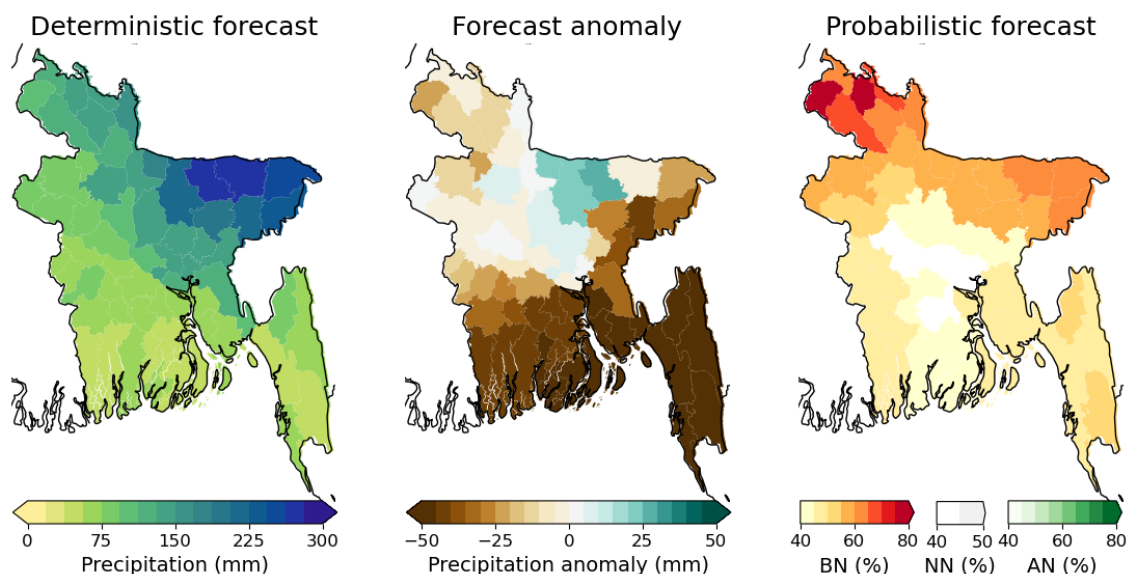 Deterministic forecast
Forecast anomaly
Probabilistic forecast
0 75 150 225 300
Precipitation (mm)
−50 −25 0 25 50
Precipitation anomaly (mm)
40 60 80
BN (%)
40 50
NN (%)
40 60 80
AN (%)